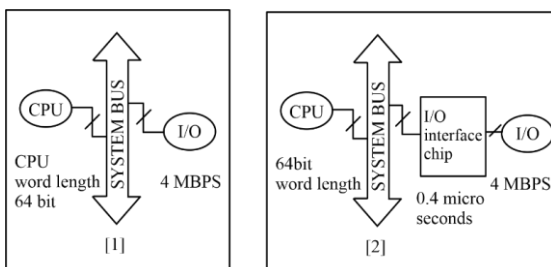 CPU
SYSTEM BUS
I/O
CPU
word length
64 bit
4 MBPS
[1]
CPU
SYSTEM BUS
I/O
interface
chip
I/O
64bit
word length
0.4 micro
seconds
4 MBPS
[2]